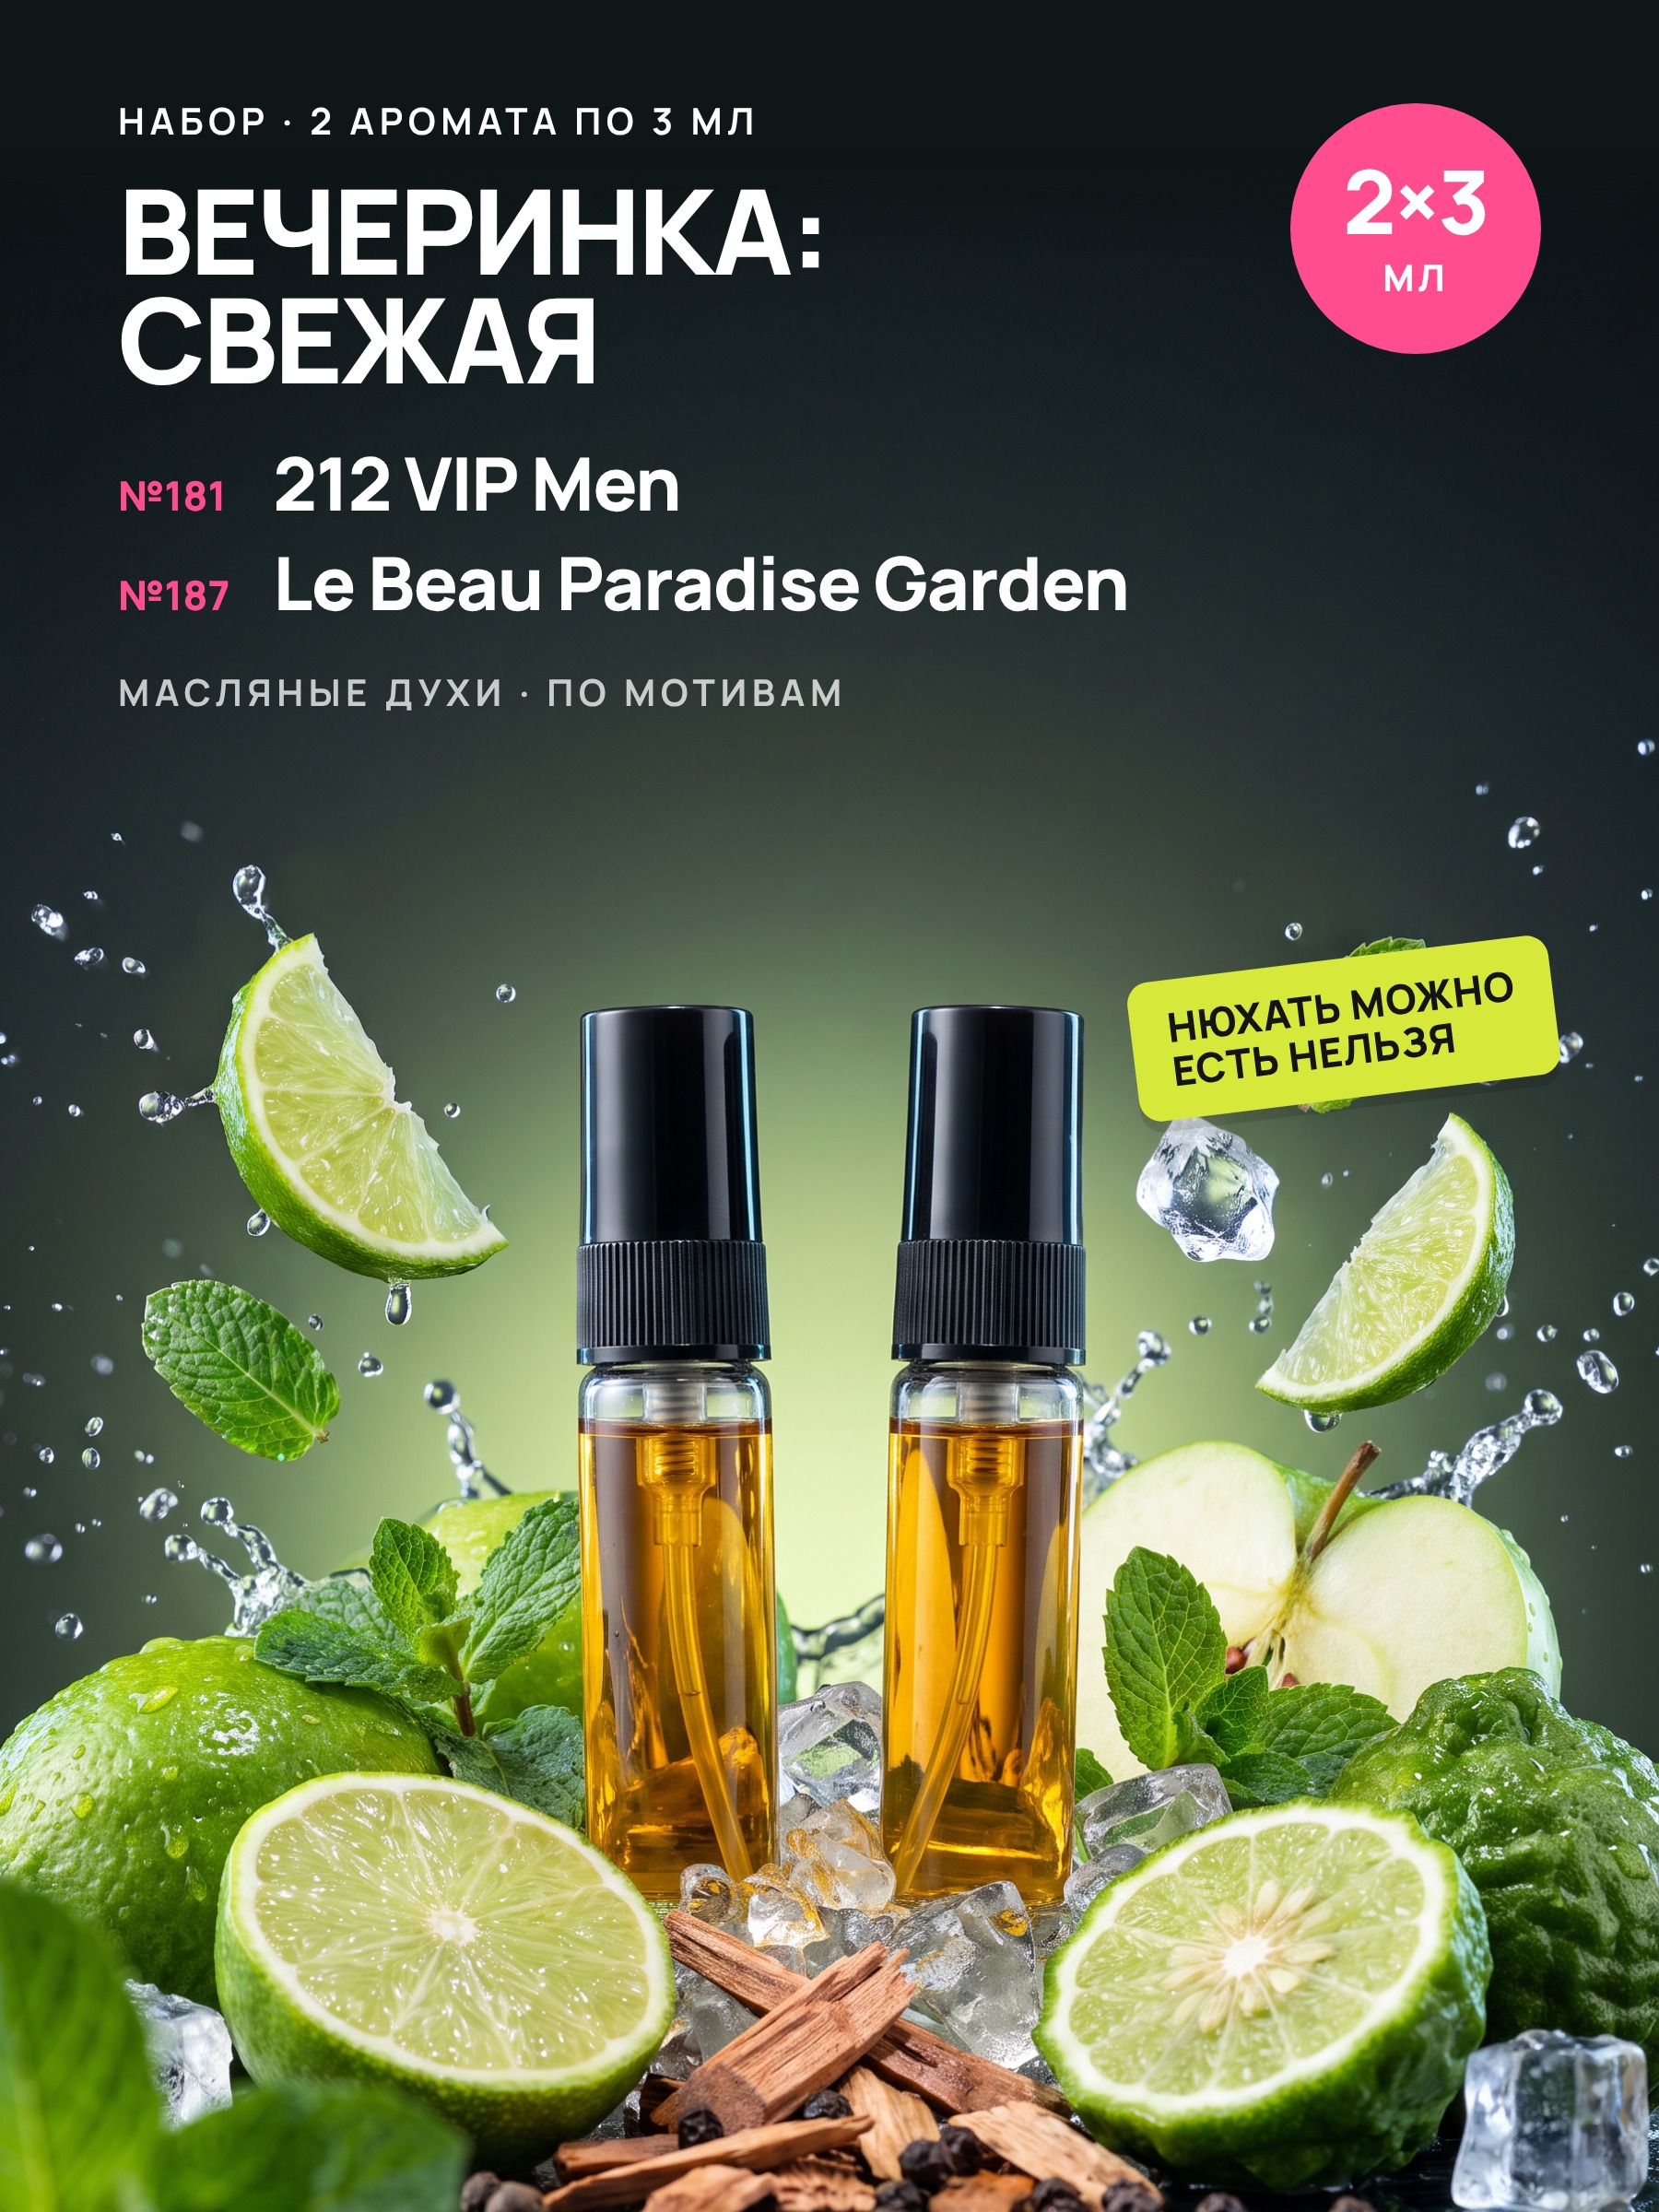 НАБОР · 2 АРОМАТА ПО 3 МЛ
ВЕЧЕРИНКА:
СВЕЖАЯ
№181 212 VIP Men
№187 Le Beau Paradise Garden
МАСЛЯНЫЕ ДУХИ · ПО МОТИВАМ
2×3
МЛ
НЮХАТЬ МОЖНО
ЕСТЬ НЕЛЬЗЯ